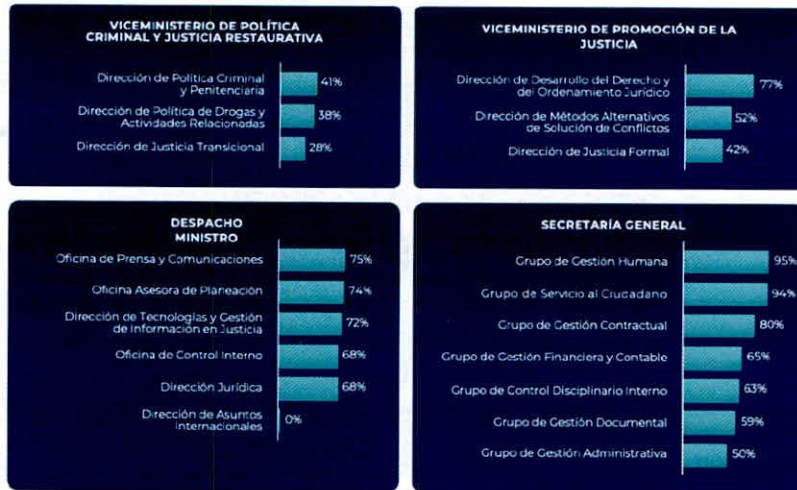 VICEMINISTERIO DE POLÍTICA
CRIMINAL Y JUSTICIA RESTAURATIVA
Dirección de Política Criminal
y Penitenciaria
41%
Dirección de Política de Drogas y
Actividades Relacionadas
38%
Dirección de Justicia Transicional
28%
VICEMINISTERIO DE PROMOCIÓN DE LA
JUSTICIA
Dirección de Desarrollo del Derecho y
del Ordenamiento Jurídico
77%
Dirección de Métodos Alternativos
de Solución de Conflictos
52%
Dirección de Justicia Formal
42%
DESPACHO
MINISTRO
Oficina de Prensa y Comunicaciones
75%
Oficina Asesora de Planeación
74%
Dirección de Tecnologías y Gestión
de Información en Justicia
72%
Oficina de Control Interno
68%
Dirección Jurídica
68%
Dirección de Asuntos
Internacionales
0%
SECRETARÍA GENERAL
Grupo de Gestión Humana
95%
Grupo de Servicio al Ciudadano
94%
Grupo de Gestión Contractual
80%
Grupo de Gestión Financiera y Contable
65%
Grupo de Control Disciplinario Interno
63%
Grupo de Gestión Documental
59%
Grupo de Gestión Administrativa
50%